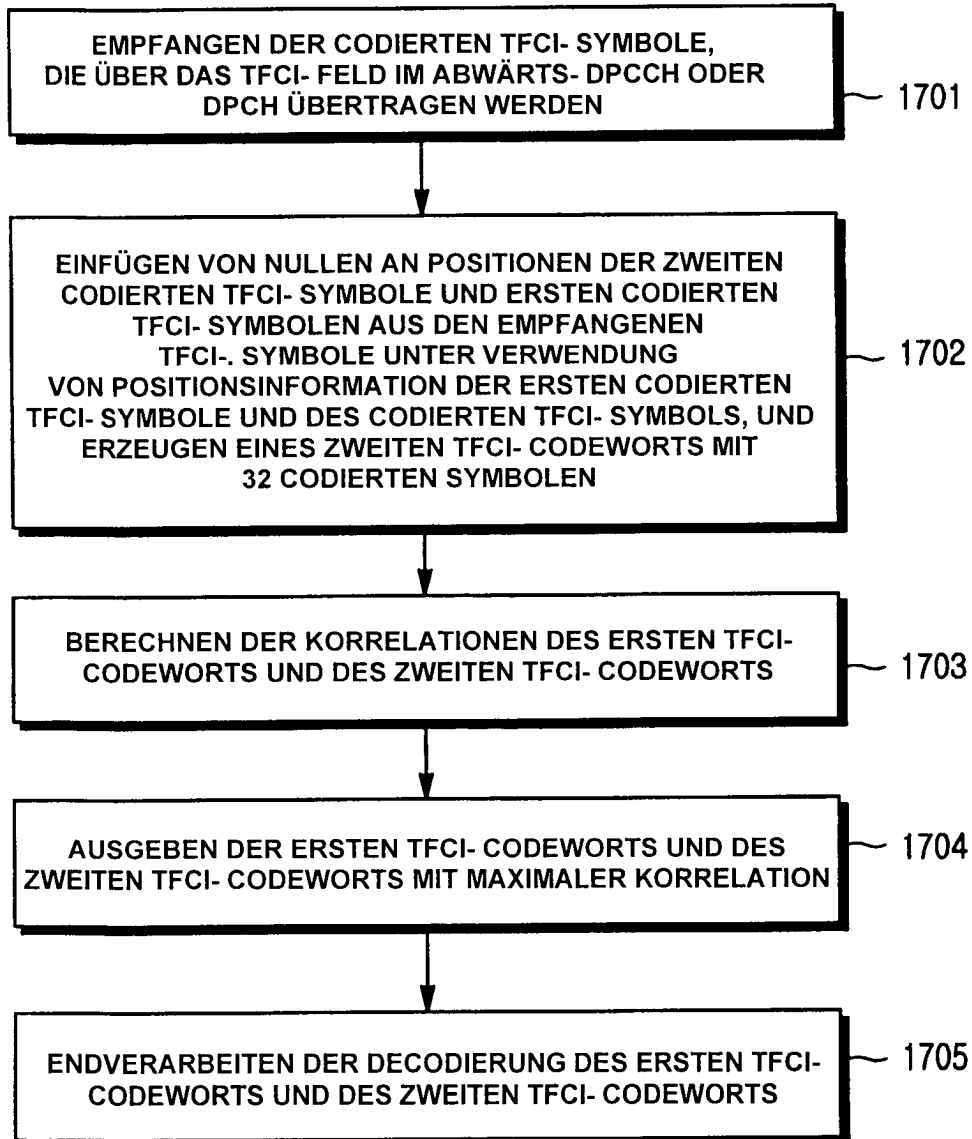 EMPFANGEN DER CODIERTEN TFCI- SYMBOLE,
DIE ÜBER DAS TFCI- FELD IM ABWÄRTS- DPCCH ODER
DPCH ÜBERTRAGEN WERDEN
1701
EINFÜGEN VON NULLEN AN POSITIONEN DER ZWEITEN
CODIERTEN TFCI- SYMBOLE UND ERSTEN CODIERTEN
TFCI- SYMBOLEN AUS DEN EMPFANGENEN
TFCI-. SYMBOLE UNTER VERWENDUNG
VON POSITIONSINFORMATION DER ERSTEN CODIERTEN
TFCI- SYMBOLE UND DES CODIERTEN TFCI- SYMBOLS, UND
ERZEUGEN EINES ZWEITEN TFCI- CODEWORTS MIT
32 CODIERTEN SYMBOLEN
1702
BERECHNEN DER KORRELATIONEN DES ERSTEN TFCI-
CODEWORTS UND DES ZWEITEN TFCI- CODEWORTS
1703
AUSGEBEN DER ERSTEN TFCI- CODEWORTS UND DES
ZWEITEN TFCI- CODEWORTS MIT MAXIMALER KORRELATION
1704
ENDVERARBEITEN DER DECODIERUNG DES ERSTEN TFCI-
CODEWORTS UND DES ZWEITEN TFCI- CODEWORTS
1705